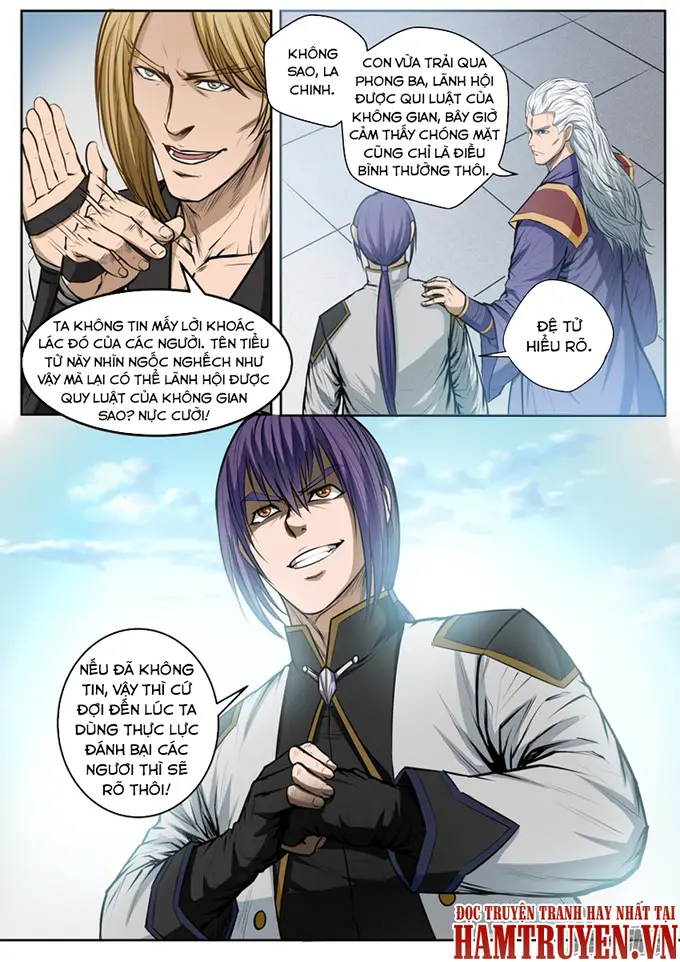 KHÔNG
SAO, LA
CHINH.
CON VỪA TRẢI QUA
PHONG BA, LÃNH HỘI
ĐƯỢC QUI LUẬT CỦA
KHÔNG GIAN, BÂY GIỜ
CẢM THẤY CHÓNG MẶT
CŨNG CHỈ LÀ ĐIỀU
BÌNH THƯỜNG THÔI.
ĐỆ TỬ
HIỂU RÕ.
TA KHÔNG TIN MẤY LỜI KHOÁC
LÁC ĐÓ CỦA CÁC NGƯỜI. TÊN TIỂU
TỬ NÀY NHÌN NGỐC NGHẾCH NHƯ
VẬY MÀ LẠI CÓ THỂ LÃNH HỘI ĐƯỢC
QUY LUẬT CỦA KHÔNG GIAN
SAO? NỰC CƯỜI!
NẾU ĐÃ KHÔNG
TIN, VẬY THÌ CỨ
ĐỢI ĐẾN LÚC TA
DÙNG THỰC LỰC
ĐÁNH BẠI CÁC
NGƯƠI THÌ SẼ
RÕ THÔI!
ĐỌC TRUYỆN TRANH HAY NHẤT TẠI
HAMTRUYEN.VN